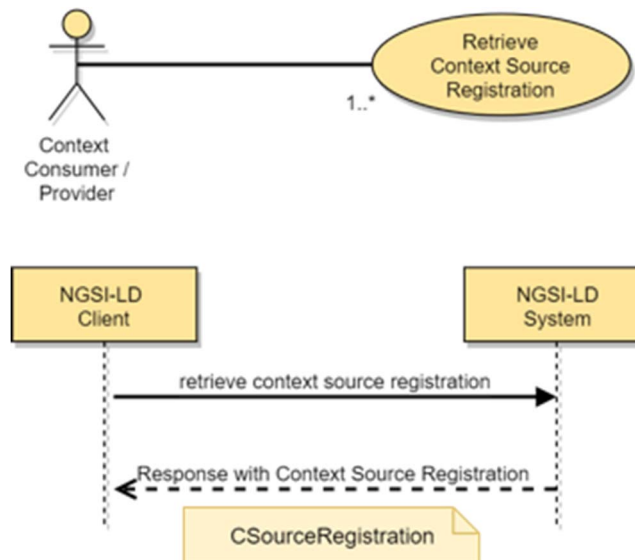 Retrieve
Context Source
Registration
1..*
Context
Consumer /
Provider
NGSI-LD
Client
NGSI-LD
System
retrieve context source registration
Response with Context Source Registration
CSourceRegistration